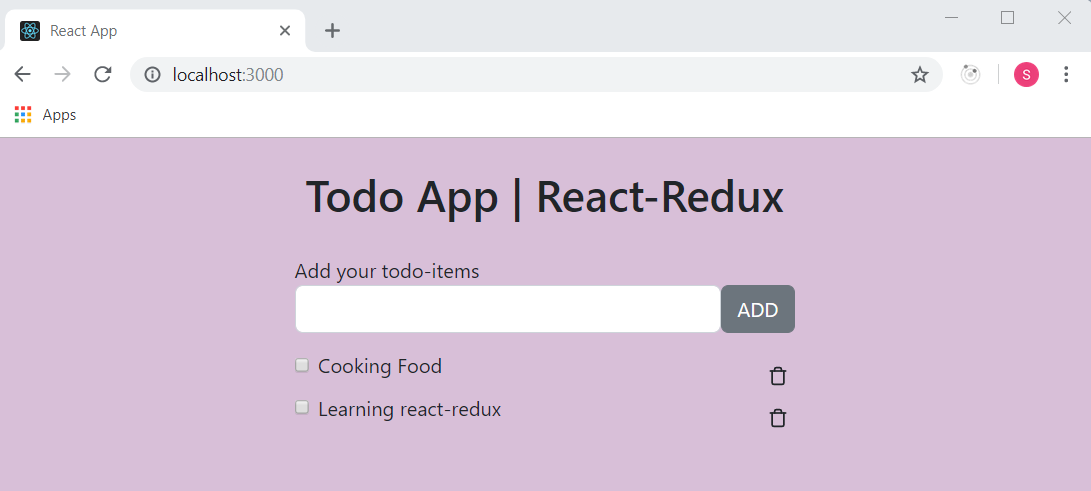 React App
localhost:3000
S
Apps
Todo App | React-Redux
Add your todo-items
ADD
Cooking Food
Learning react-redux